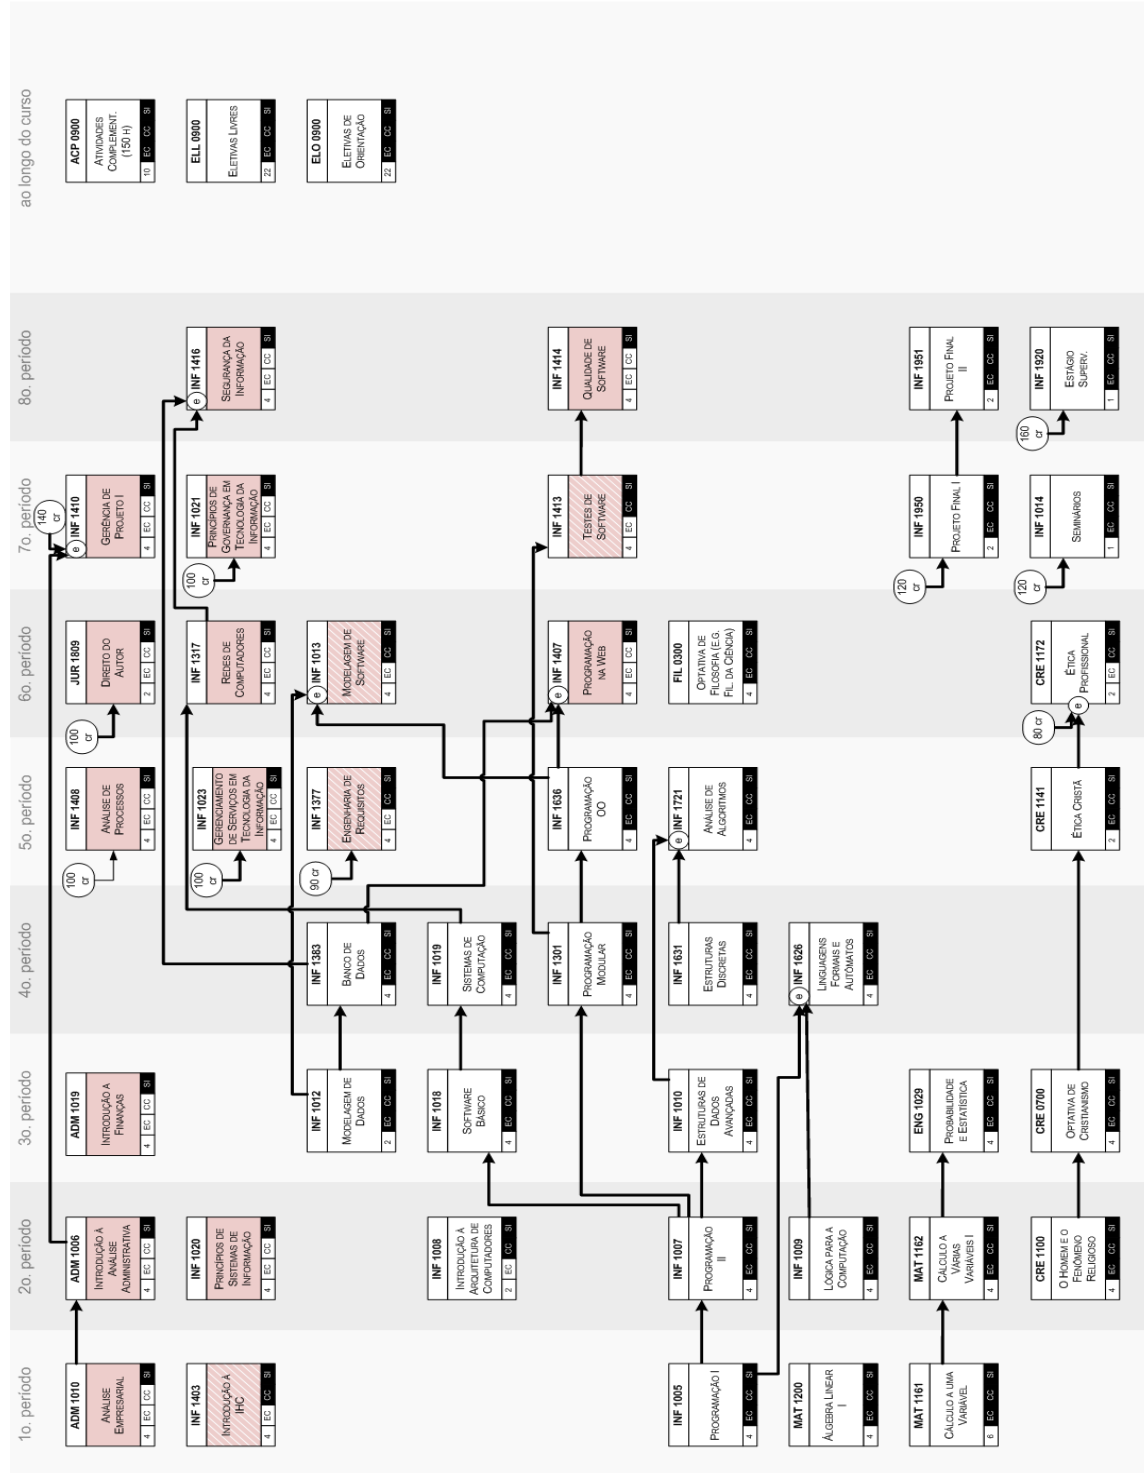 1o. período
ADM 1010
ANÁLISE
EMPRESARIAL
4 EC CC SI
INF 1403
INTRODUÇÃO À
IHC
4 EC CC SI
INF 1005
PROGRAMAÇÃO I
4 EC CC SI
MAT 1200
ÁLGEBRA LINEAR
I
4 EC CC SI
MAT 1161
CÁLCULO A UMA
VARIÁVEL
6 EC CC SI
2o. período
ADM 1006
INTRODUÇÃO À
ANÁLISE
ADMINISTRATIVA
4 EC CC SI
INF 1020
PRINCÍPIOS DE
SISTEMAS DE
INFORMAÇÃO
4 EC CC SI
INF 1008
INTRODUÇÃO À
ARQUITETURA DE
COMPUTADORES
2 EC CC SI
INF 1007
PROGRAMAÇÃO
II
4 EC CC SI
INF 1009
LÓGICA PARA A
COMPUTAÇÃO
4 EC CC SI
MAT 1162
CÁLCULO A
VÁRIAS
VARIÁVEIS I
4 EC CC SI
CRE 1100
O HOMEM E O
FENÔMENO
RELIGIOSO
4 EC CC SI
3o. período
ADM 1019
INTRODUÇÃO A
FINANÇAS
4 EC CC SI
INF 1012
MODELAGEM DE
DADOS
2 EC CC SI
INF 1018
SOFTWARE
BÁSICO
4 EC CC SI
INF 1010
ESTRUTURAS DE
DADOS
AVANÇADAS
4 EC CC SI
ENG 1029
PROBABILIDADE
E ESTATÍSTICA
4 EC CC SI
CRE 0700
OPTATIVA DE
CRISTIANISMO
4 EC CC SI
4o. período
INF 1383
BANCO DE
DADOS
4 EC CC SI
INF 1019
SISTEMAS DE
COMPUTAÇÃO
4 EC CC SI
INF 1301
PROGRAMAÇÃO
MODULAR
4 EC CC SI
INF 1631
ESTRUTURAS
DISCRETAS
4 EC CC SI
e INF 1626
LINGUAGENS
FORMAIS E
AUTÔMATOS
4 EC CC SI
5o. período
100
cr
INF 1408
ANÁLISE DE
PROCESSOS
4 EC CC SI
100
cr
INF 1023
GERENCIAMENTO
DE SERVIÇOS EM
TECNOLOGIA DA
INFORMAÇÃO
4 EC CC SI
90 cr
INF 1377
ENGENHARIA DE
REQUISITOS
4 EC CC SI
INF 1636
PROGRAMAÇÃO
OO
4 EC CC SI
e INF 1721
ANÁLISE DE
ALGORITMOS
4 EC CC SI
CRE 1141
ÉTICA CRISTÃ
2 EC CC SI
6o. período
100
cr
JUR 1809
DIREITO DO
AUTOR
2 EC CC SI
INF 1317
REDES DE
COMPUTADORES
4 EC CC SI
e INF 1013
MODELAGEM DE
SOFTWARE
4 EC CC SI
e INF 1407
PROGRAMAÇÃO
NA WEB
4 EC CC SI
FIL 0300
OPTATIVA DE
FILOSOFIA (E.G.
FIL. DA CIÊNCIA)
4 EC CC SI
80 cr
CRE 1172
e ÉTICA
PROFISSIONAL
2 EC CC SI
7o. período
140
cr
e INF 1410
GERÊNCIA DE
PROJETO I
4 EC CC SI
100
cr
INF 1021
PRINCÍPIOS DE
GOVERNANÇA EM
TECNOLOGIA DA
INFORMAÇÃO
4 EC CC SI
INF 1413
TESTES DE
SOFTWARE
4 EC CC SI
120
cr
INF 1950
PROJETO FINAL I
2 EC CC SI
120
cr
INF 1014
SEMINÁRIOS
1 EC CC SI
8o. período
e INF 1416
SEGURANÇA DA
INFORMAÇÃO
4 EC CC SI
INF 1414
QUALIDADE DE
SOFTWARE
4 EC CC SI
INF 1951
PROJETO FINAL
II
2 EC CC SI
160
cr
INF 1920
ESTÁGIO
SUPERV.
1 EC CC SI
ao longo do curso
ACP 0900
ATIVIDADES
COMPLEMENT.
(150 H)
10 EC CC SI
ELL 0900
ELETIVAS LIVRES
22 EC CC SI
ELO 0900
ELETIVAS DE
ORIENTAÇÃO
22 EC CC SI